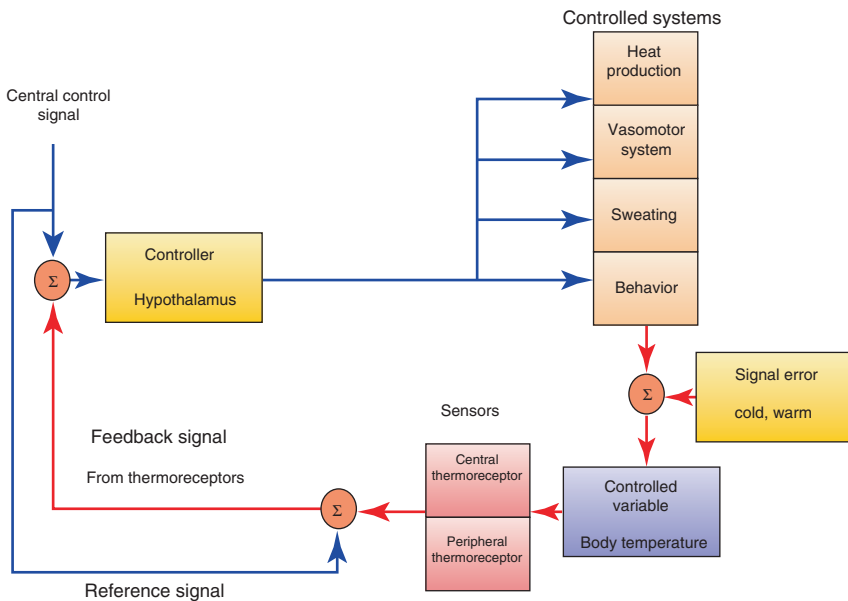 Controlled systems
Heat
production
Central control
signal
Vasomotor
system
Sweating
Controller
Hypothalamus
Σ
Behavior
Σ
Signal error
cold, warm
Sensors
Feedback signal
From thermoreceptors
Central
thermoreceptor
Controlled
variable
Body temperature
Σ
Peripheral
thermoreceptor
Reference signal